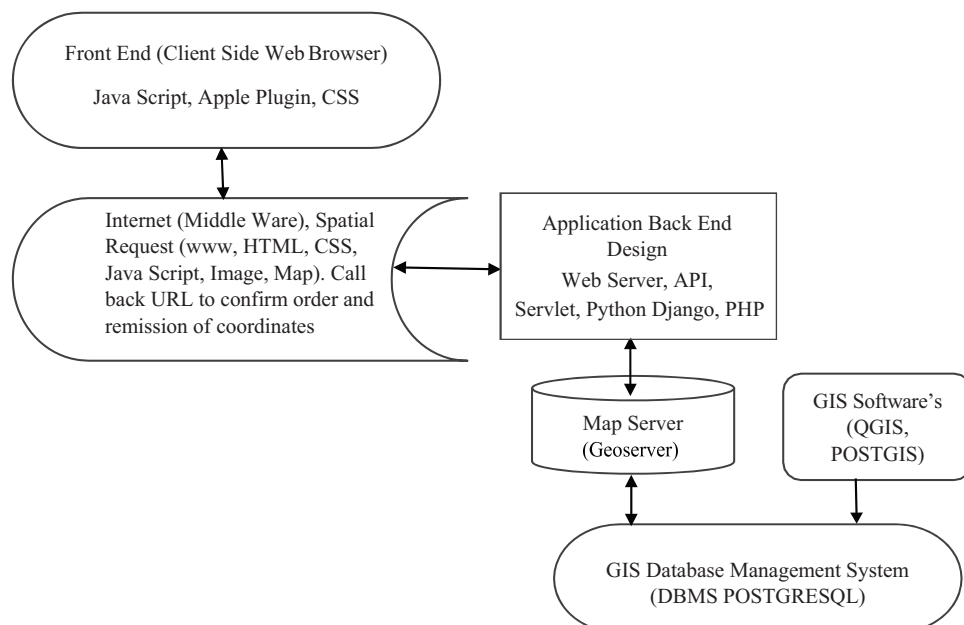 Front End (Client Side Web Browser)
Java Script, Apple Plugin, CSS
Internet (Middle Ware), Spatial
Request (www, HTML, CSS,
Java Script, Image, Map). Call
back URL to confirm order and
remission of coordinates
Application Back End
Design
Web Server, API,
Servlet, Python Django, PHP
Map Server
(Geoserver)
GIS Software's
(QGIS,
POSTGIS)
GIS Database Management System
(DBMS POSTGRESQL)